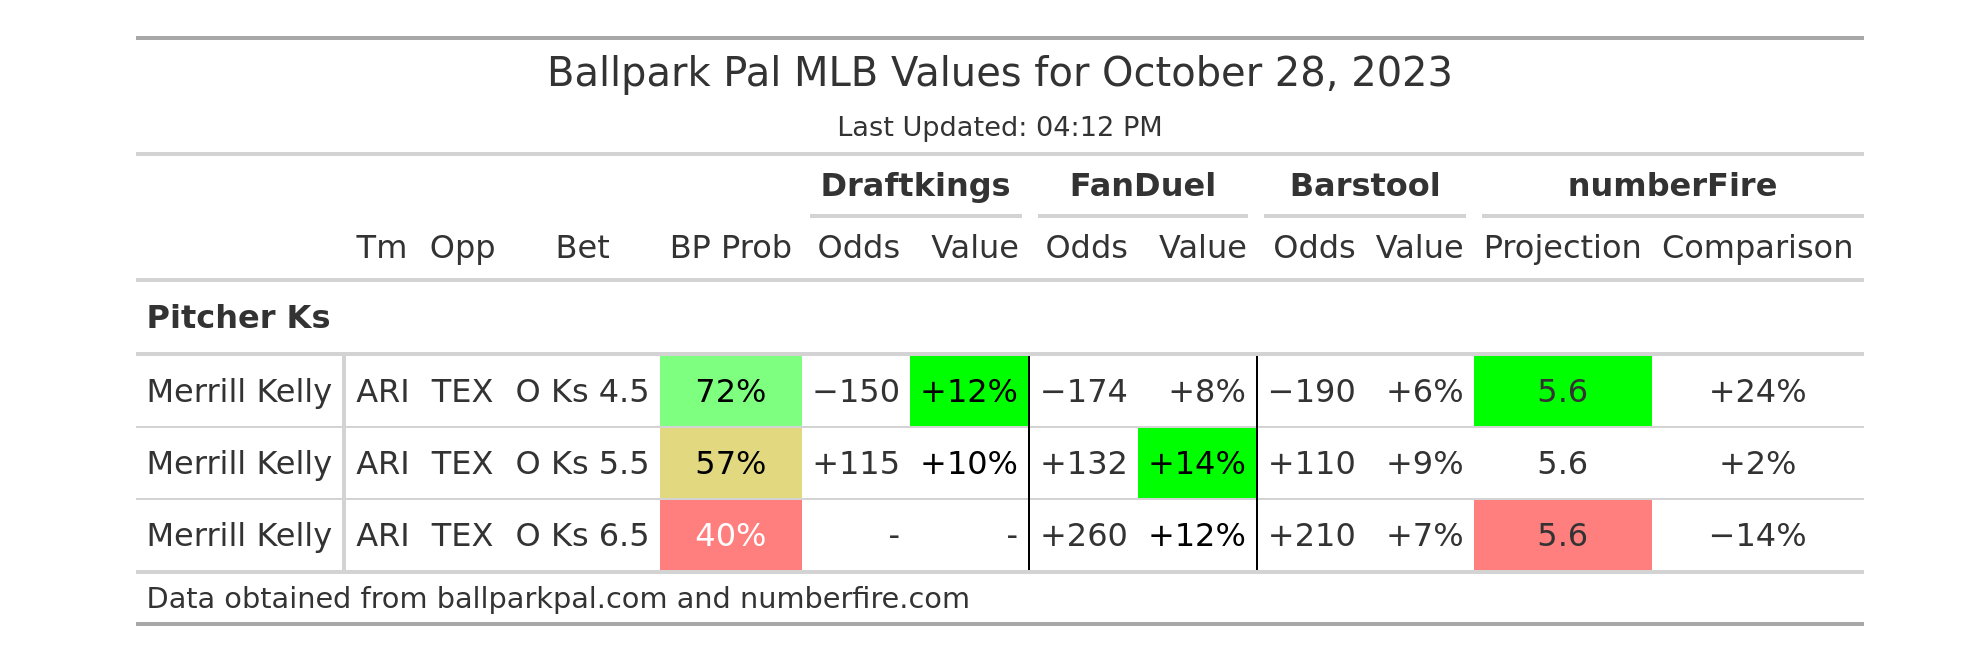 Ballpark Pal MLB Values for October 28, 2023
Last Updated: 04:12 PM
Draftkings FanDuel Barstool numberFire
Tm Opp Bet BP Prob Odds Value Odds Value Odds Value Projection Comparison
Pitcher Ks
Merrill Kelly ARI TEX O Ks 4.5 72% −150 +12% −174 +8% −190 +6% 5.6 +24%
Merrill Kelly ARI TEX O Ks 5.5 57% +115 +10% +132 +14% +110 +9% 5.6 +2%
Merrill Kelly ARI TEX O Ks 6.5 40% - - +260 +12% +210 +7% 5.6 −14%
Data obtained from ballparkpal.com and numberfire.com